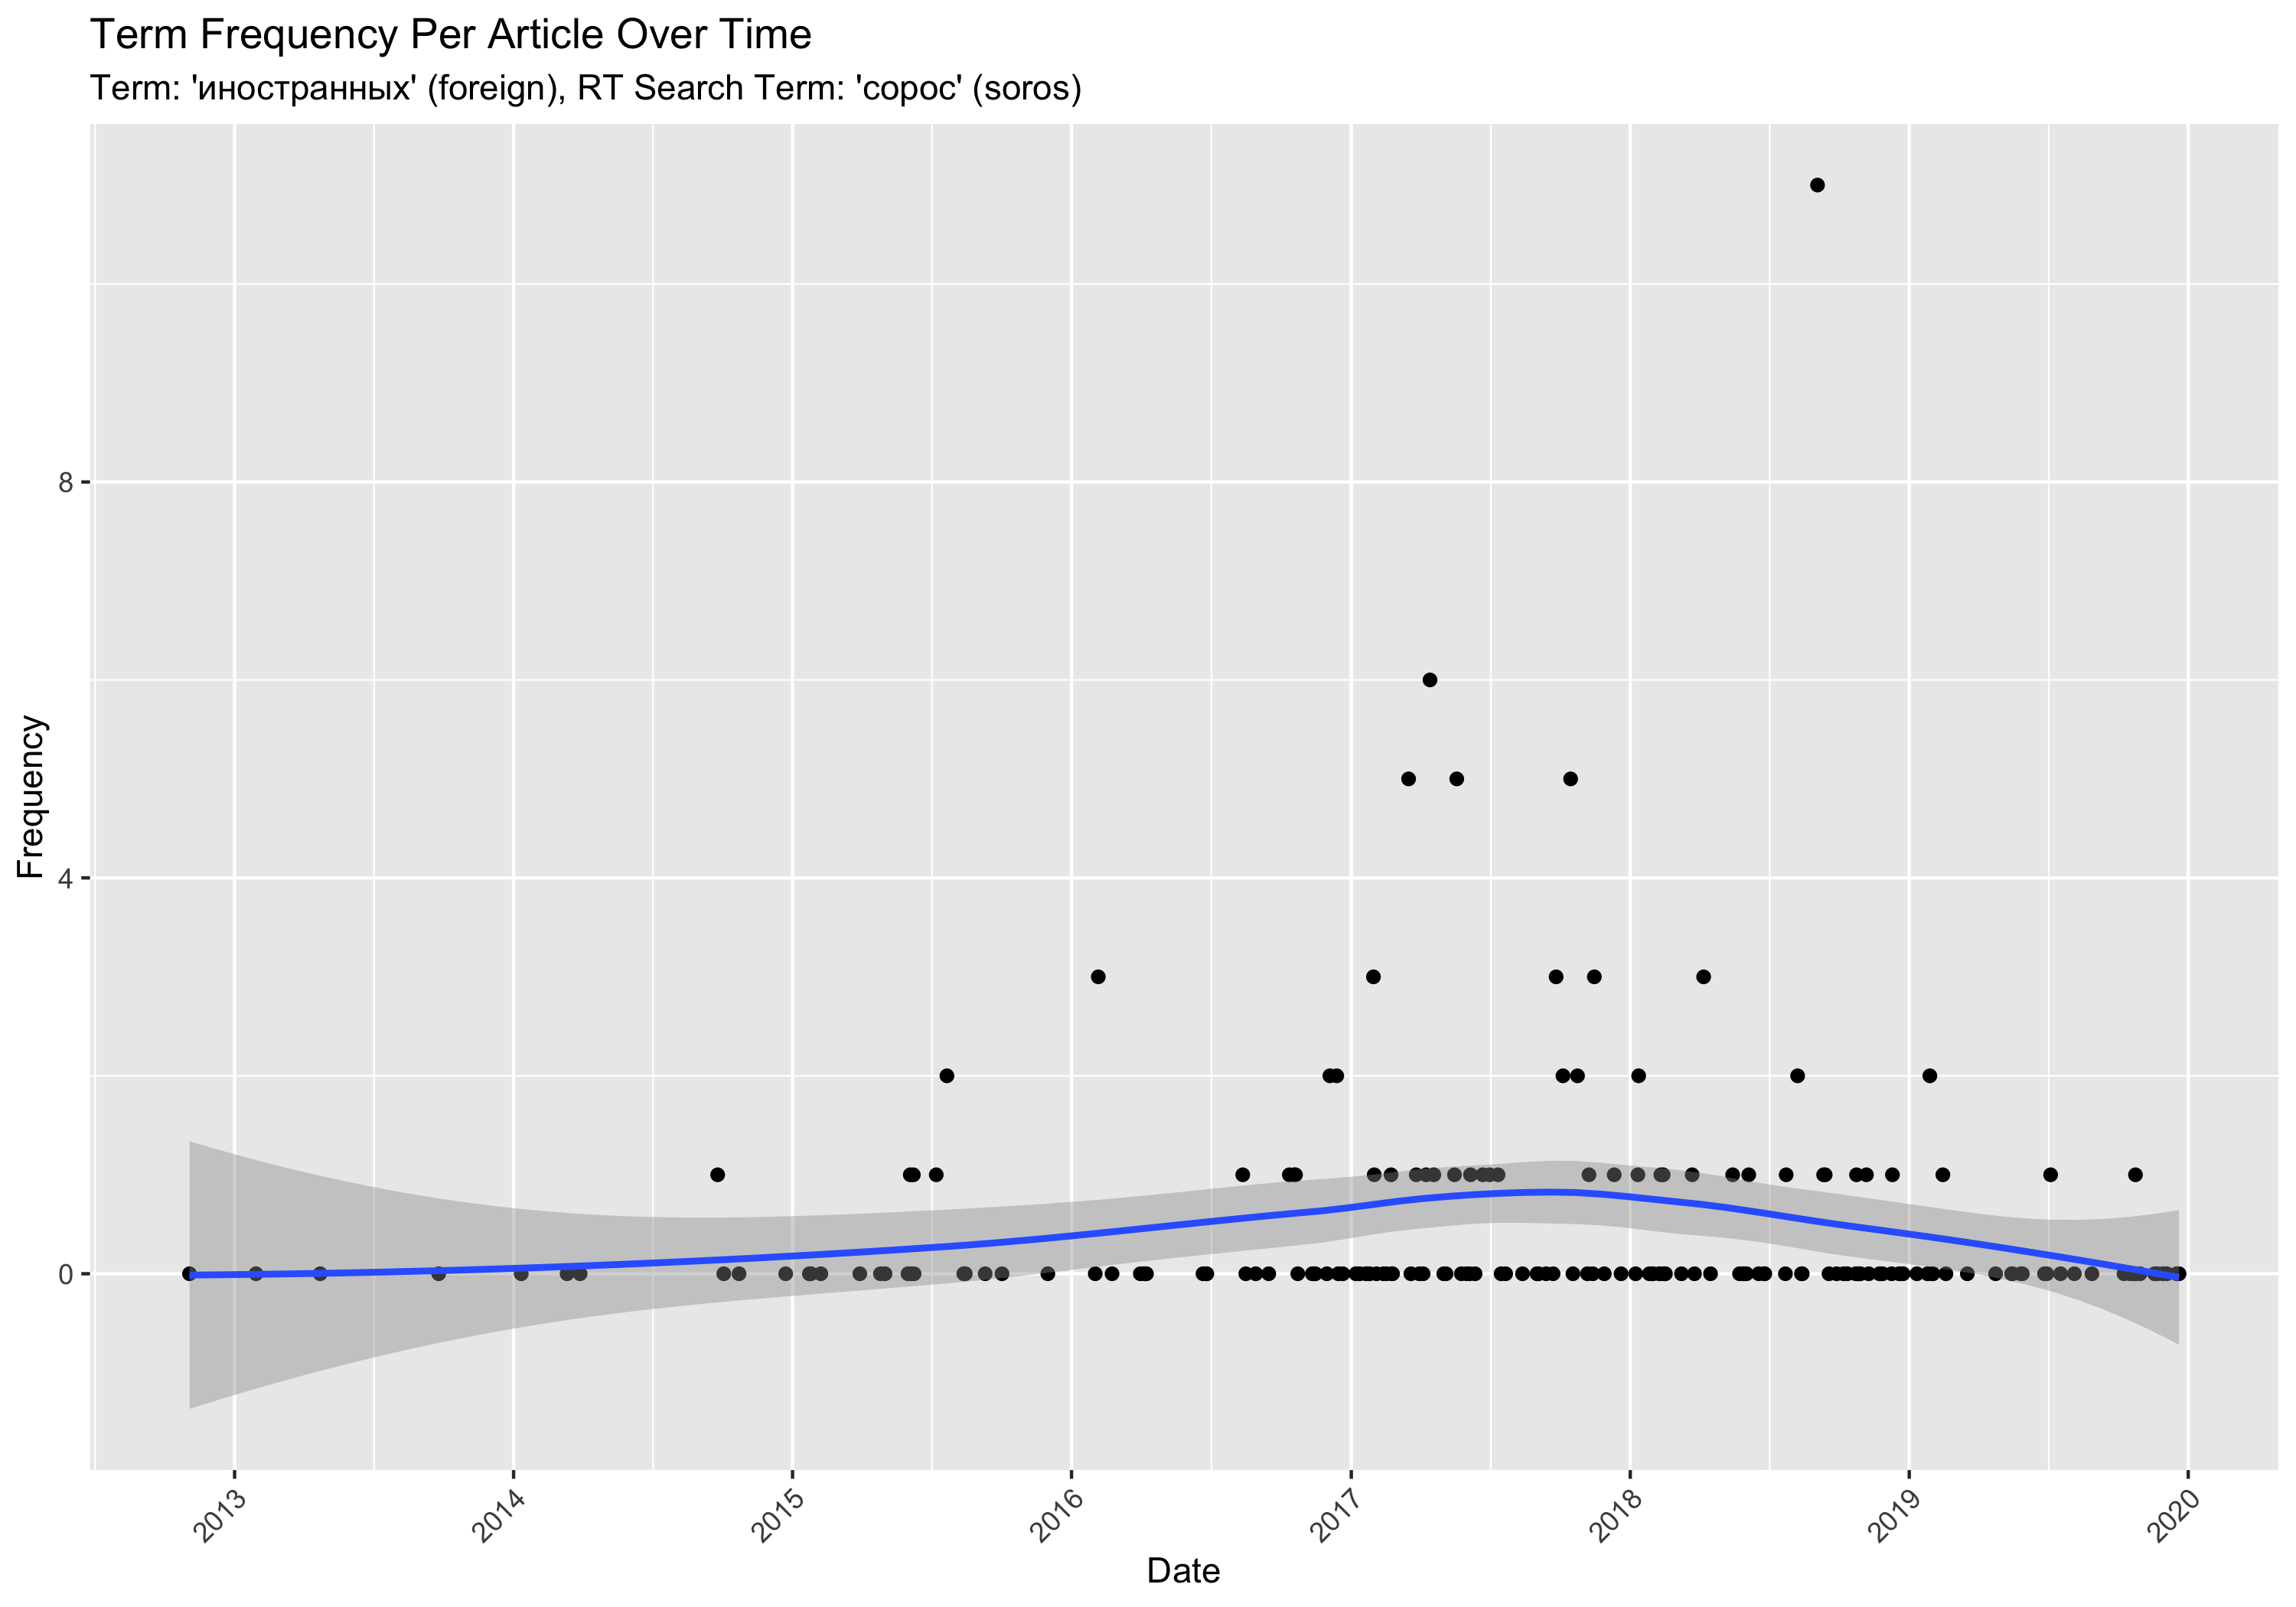 Term Frequency Per Article Over Time
Term: 'иностранных' (foreign), RT Search Term: 'сорос' (soros)
Frequency
8
4
0
2013
2014
2015
2016
2017
2018
2019
2020
Date